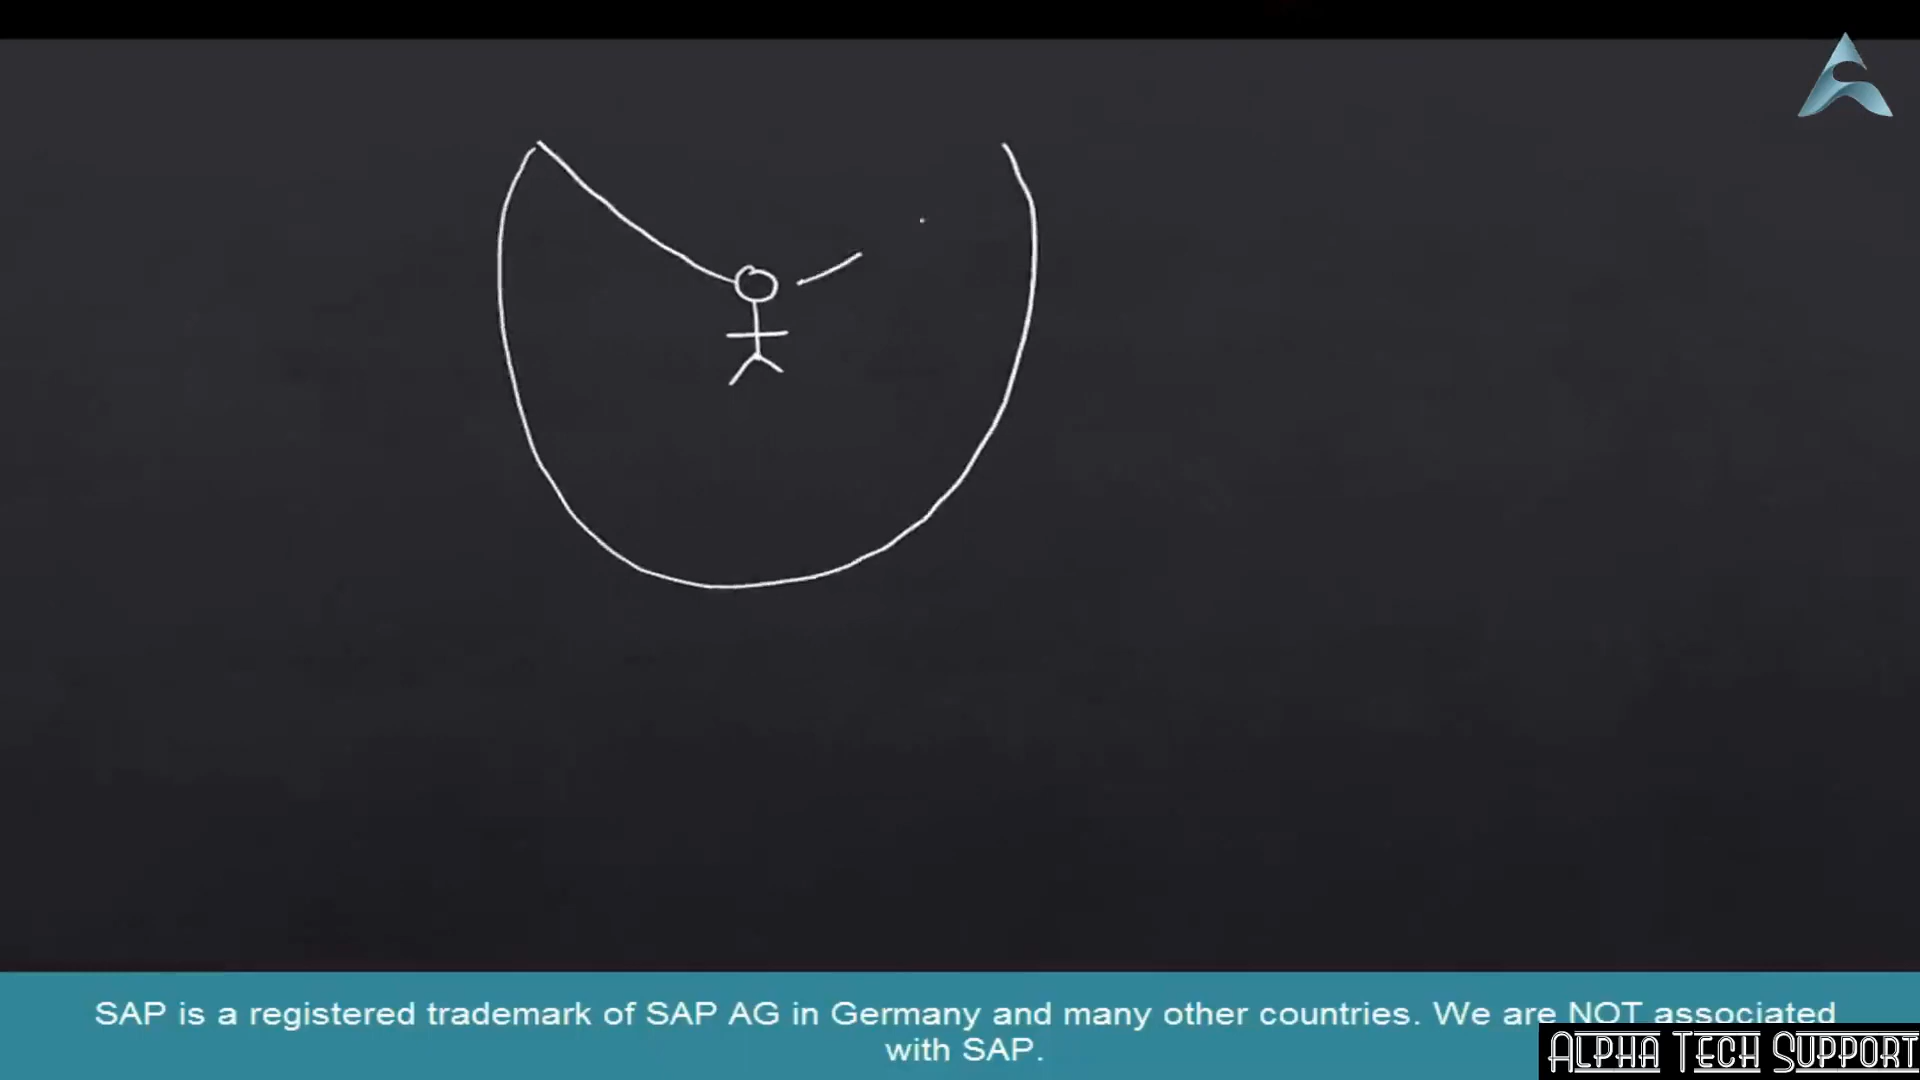 SAP is a registered trademark of SAP AG in Germany and many other countries. We are NOT associated
with SAP.
ALPHA TECH SUPPORT